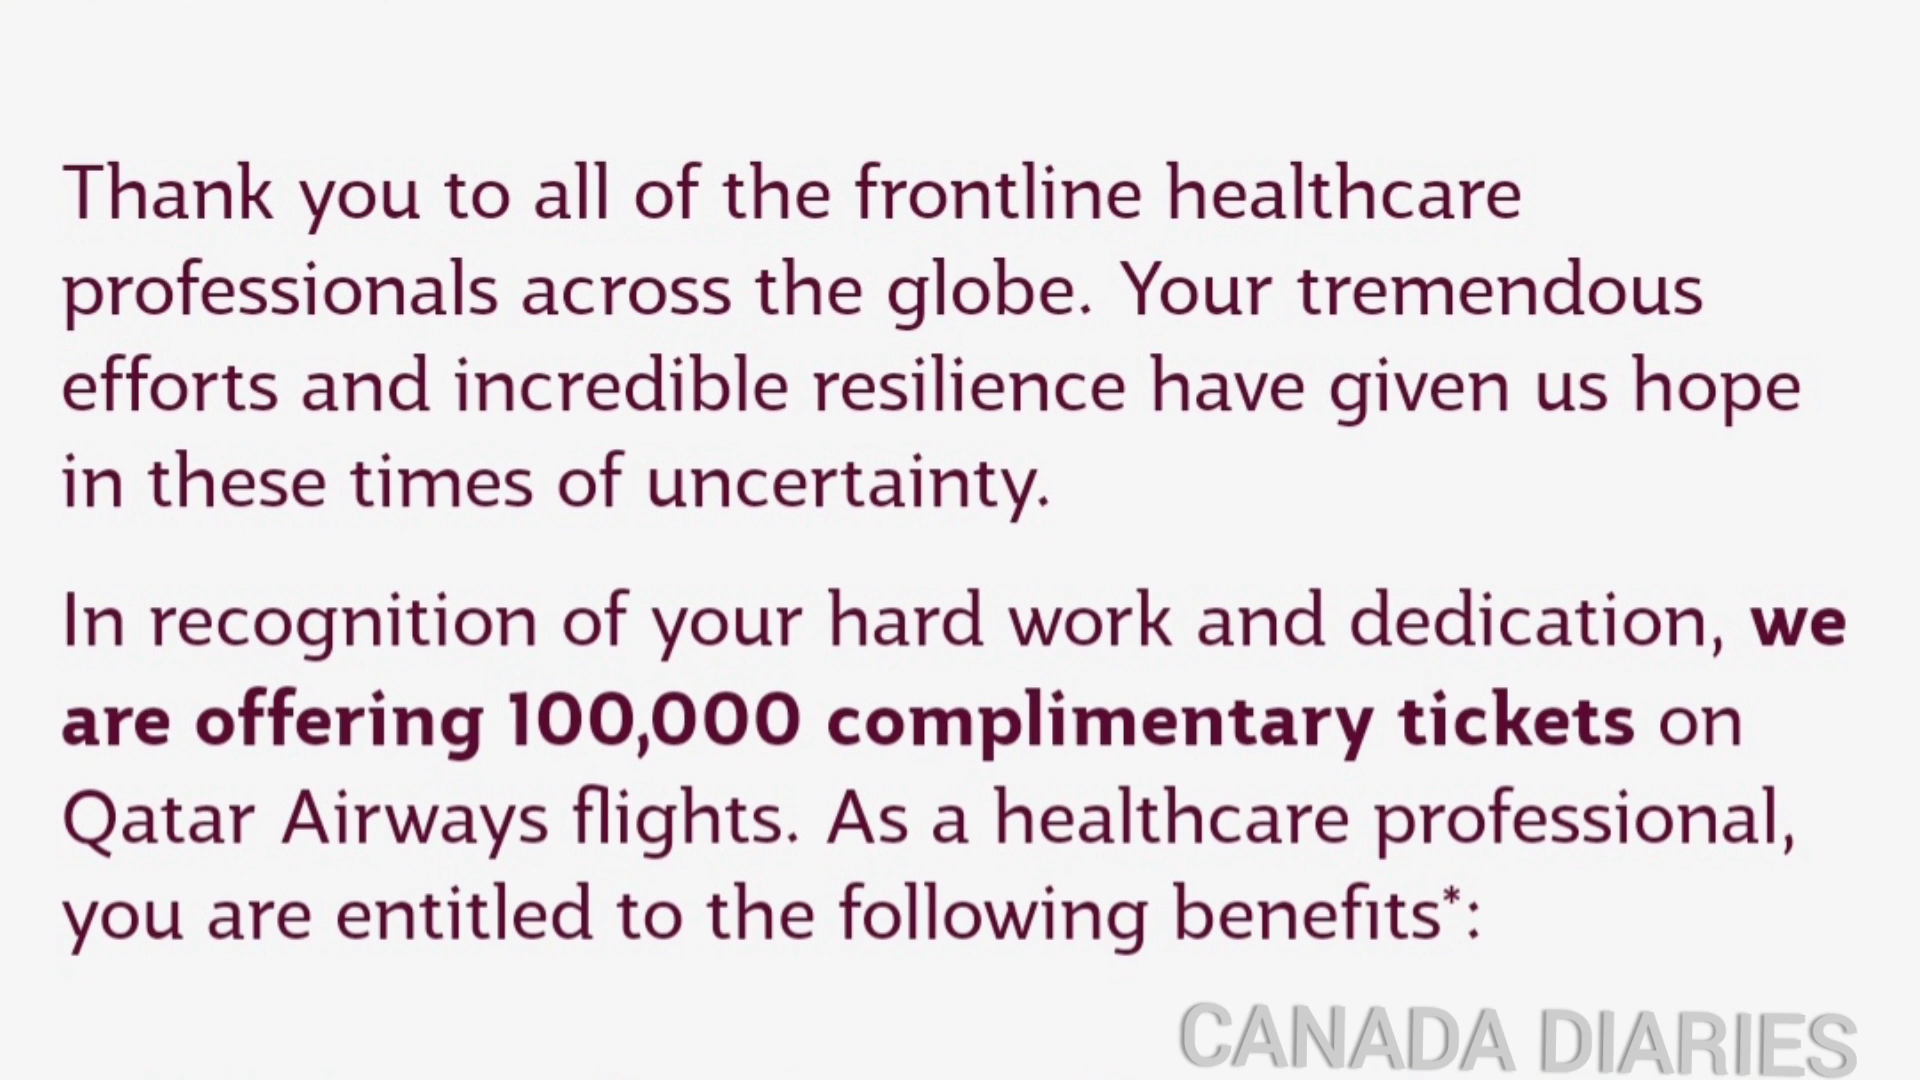 Thank you to all of the frontline healthcare
professionals across the globe. Your tremendous
efforts and incredible resilience have given us hope
in these times of uncertainty.
In recognition of your hard work and dedication, we
are offering 100,000 complimentary tickets on
Qatar Airways flights. As a healthcare professional,
you are entitled to the following benefits*:
CANADA DIARIES